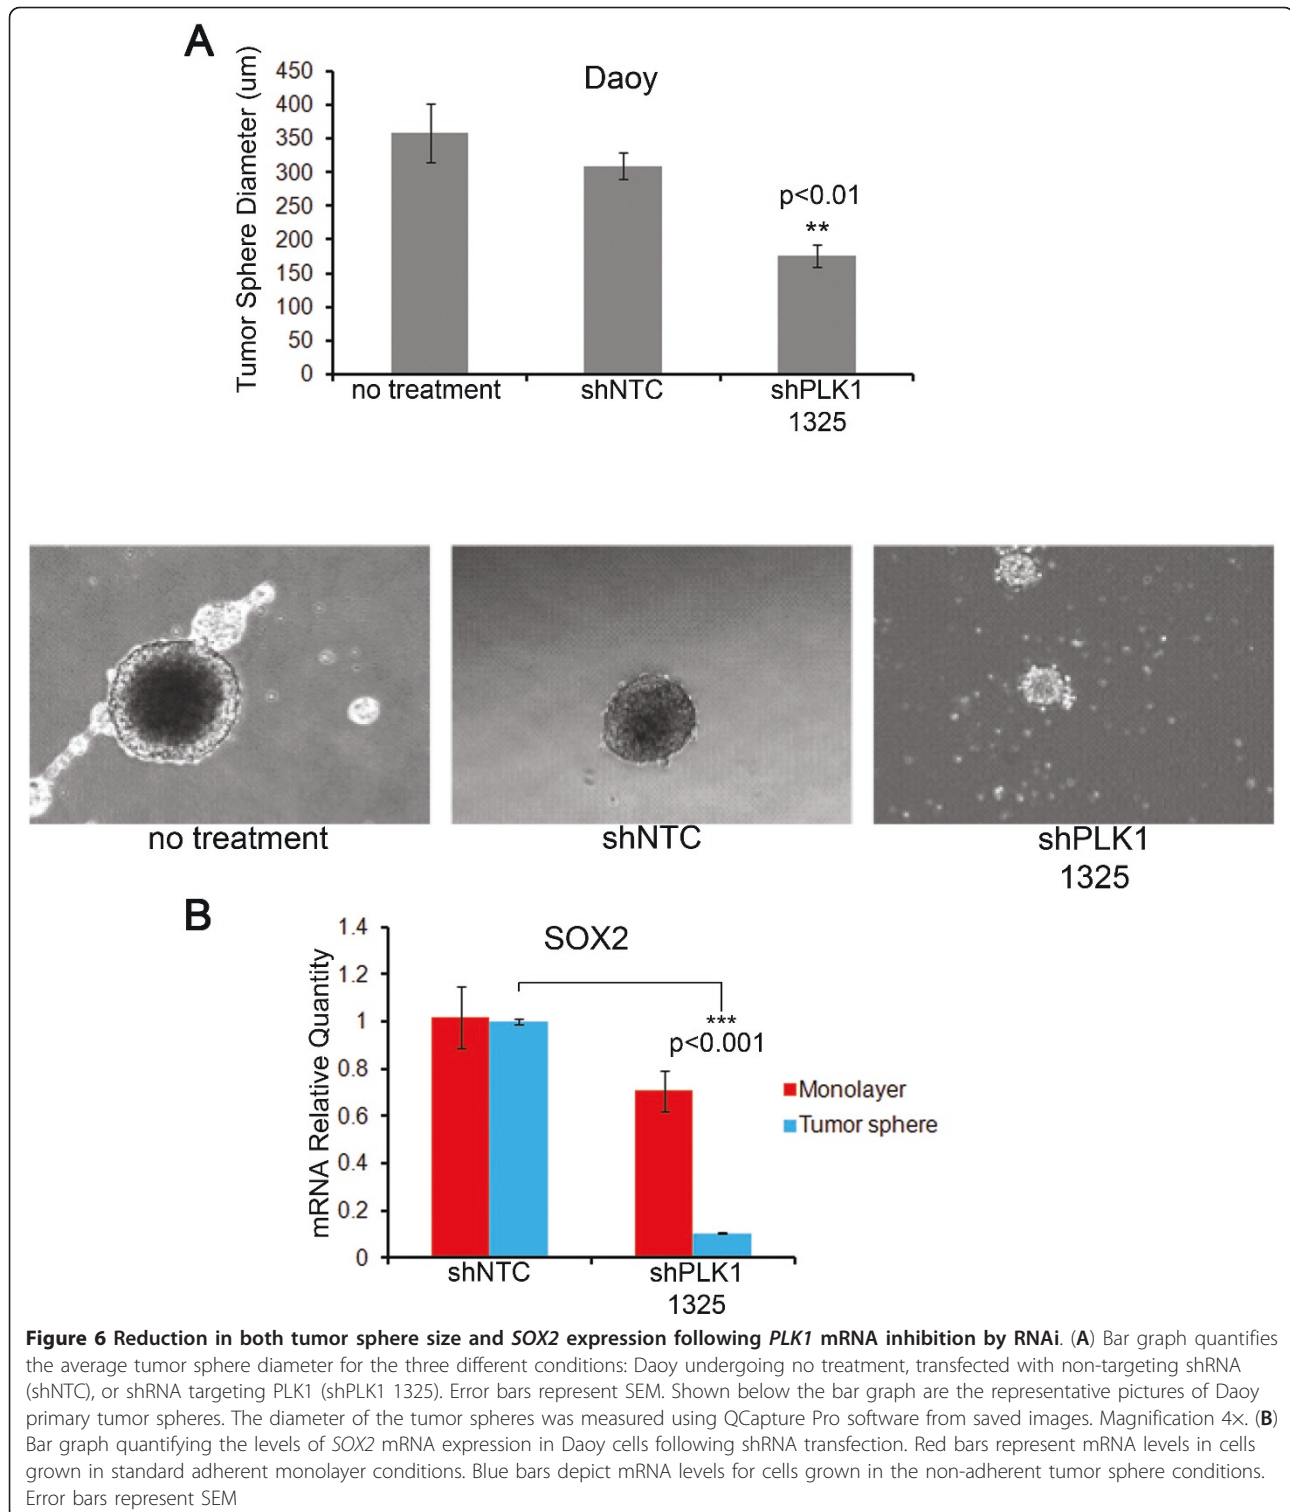 A
Tumor Sphere Diameter (um)
450
400
350
300
250
200
150
100
50
0
Daoy
p<0.01
**
no treatment
shNTC
shPLK1
1325
no treatment
shNTC
shPLK1
1325
B
mRNA Relative Quantity
1.4
1.2
1
0.8
0.6
0.4
0.2
0
SOX2
***
p<0.001
Monolayer
Tumor sphere
shNTC
shPLK1
1325
Figure 6 Reduction in both tumor sphere size and SOX2 expression following PLK1 mRNA inhibition by RNAi. (A) Bar graph quantifies
the average tumor sphere diameter for the three different conditions: Daoy undergoing no treatment, transfected with non-targeting shRNA
(shNTC), or shRNA targeting PLK1 (shPLK1 1325). Error bars represent SEM. Shown below the bar graph are the representative pictures of Daoy
primary tumor spheres. The diameter of the tumor spheres was measured using QCapture Pro software from saved images. Magnification 4×. (B)
Bar graph quantifying the levels of SOX2 mRNA expression in Daoy cells following shRNA transfection. Red bars represent mRNA levels in cells
grown in standard adherent monolayer conditions. Blue bars depict mRNA levels for cells grown in the non-adherent tumor sphere conditions.
Error bars represent SEM